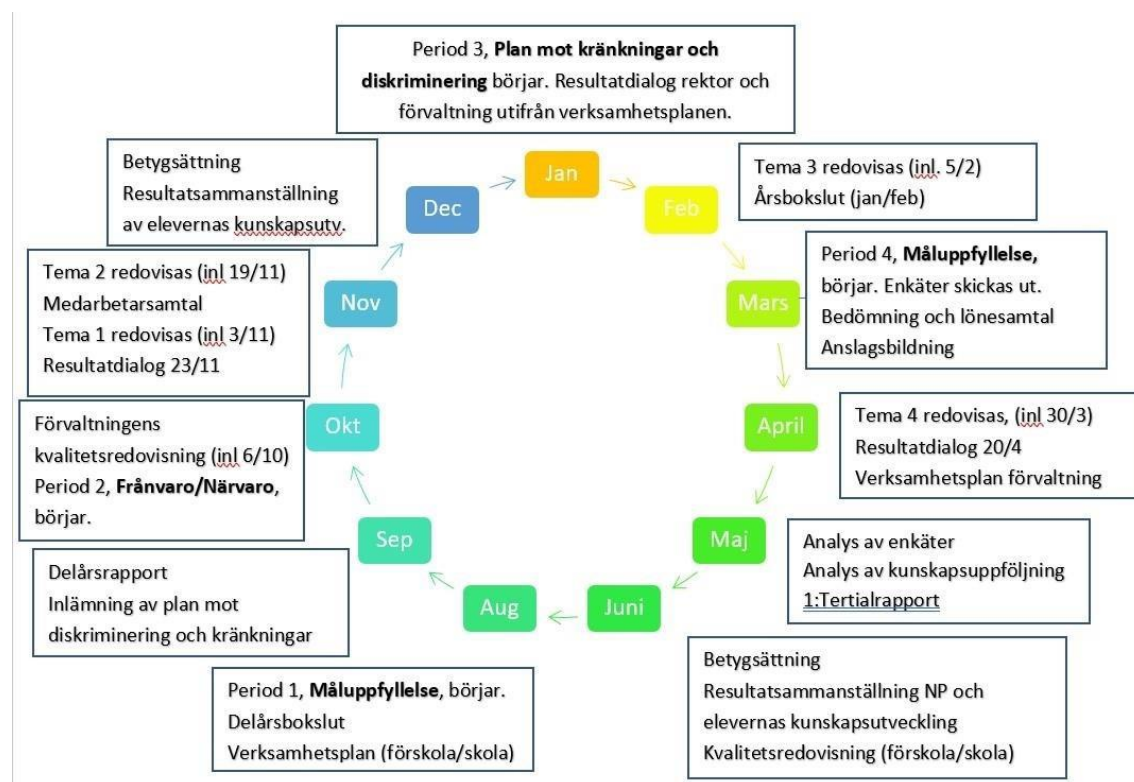 Period 3, Plan mot kränkningar och
diskriminering börjar. Resultatdialog rektor och
förvaltning utifrån verksamhetsplanen.
Jan
Tema 3 redovisas (inl. 5/2)
Årsbokslut (jan/feb)
Feb
Period 4, Måluppfyllelse,
börjar. Enkäter skickas ut.
Bedömning och lönesamtal
Anslagsbildning
Mars
Tema 4 redovisas, (inl 30/3)
Resultatdialog 20/4
Verksamhetsplan förvaltning
April
Analys av enkäter
Analys av kunskapsuppföljning
1:Tertialrapport
Maj
Betygsättning
Resultatsammanställning NP och
elevernas kunskapsutveckling
Kvalitetsredovisning (förskola/skola)
Juni
Period 1, Måluppfyllelse, börjar.
Delårsbokslut
Verksamhetsplan (förskola/skola)
Aug
Delårsrapport
Inlämning av plan mot
diskriminering och kränkningar
Sep
Förvaltningens
kvalitetsredovisning (inl 6/10)
Period 2, Frånvaro/Närvaro,
börjar.
Okt
Tema 2 redovisas (inl 19/11)
Medarbetarsamtal
Tema 1 redovisas (inl 3/11)
Resultatdialog 23/11
Nov
Betygsättning
Resultatsammanställning
av elevernas kunskapsutv.
Dec